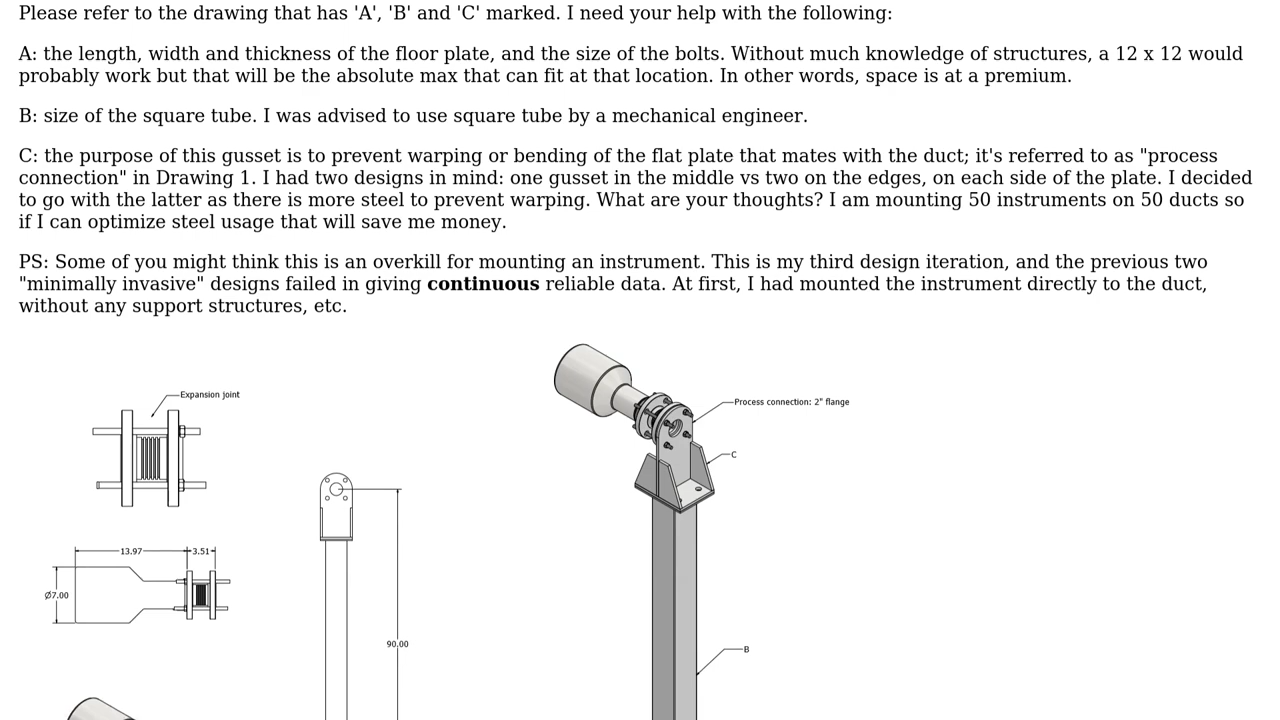 Please refer to the drawing that has 'A', 'B' and 'C' marked. I need your help with the following:
A: the length, width and thickness of the floor plate, and the size of the bolts. Without much knowledge of structures, a 12 x 12 would
probably work but that will be the absolute max that can fit at that location. In other words, space is at a premium.
B: size of the square tube. I was advised to use square tube by a mechanical engineer.
C: the purpose of this gusset is to prevent warping or bending of the flat plate that mates with the duct; it's referred to as "process
connection" in Drawing 1. I had two designs in mind: one gusset in the middle vs two on the edges, on each side of the plate. I decided
to go with the latter as there is more steel to prevent warping. What are your thoughts? I am mounting 50 instruments on 50 ducts so
if I can optimize steel usage that will save me money.
PS: Some of you might think this is an overkill for mounting an instrument. This is my third design iteration, and the previous two
"minimally invasive" designs failed in giving continuous reliable data. At first, I had mounted the instrument directly to the duct,
without any support structures, etc.
Expansion joint
Process connection: 2" flange
C
13.97
3.51
Ø7.00
90.00
B